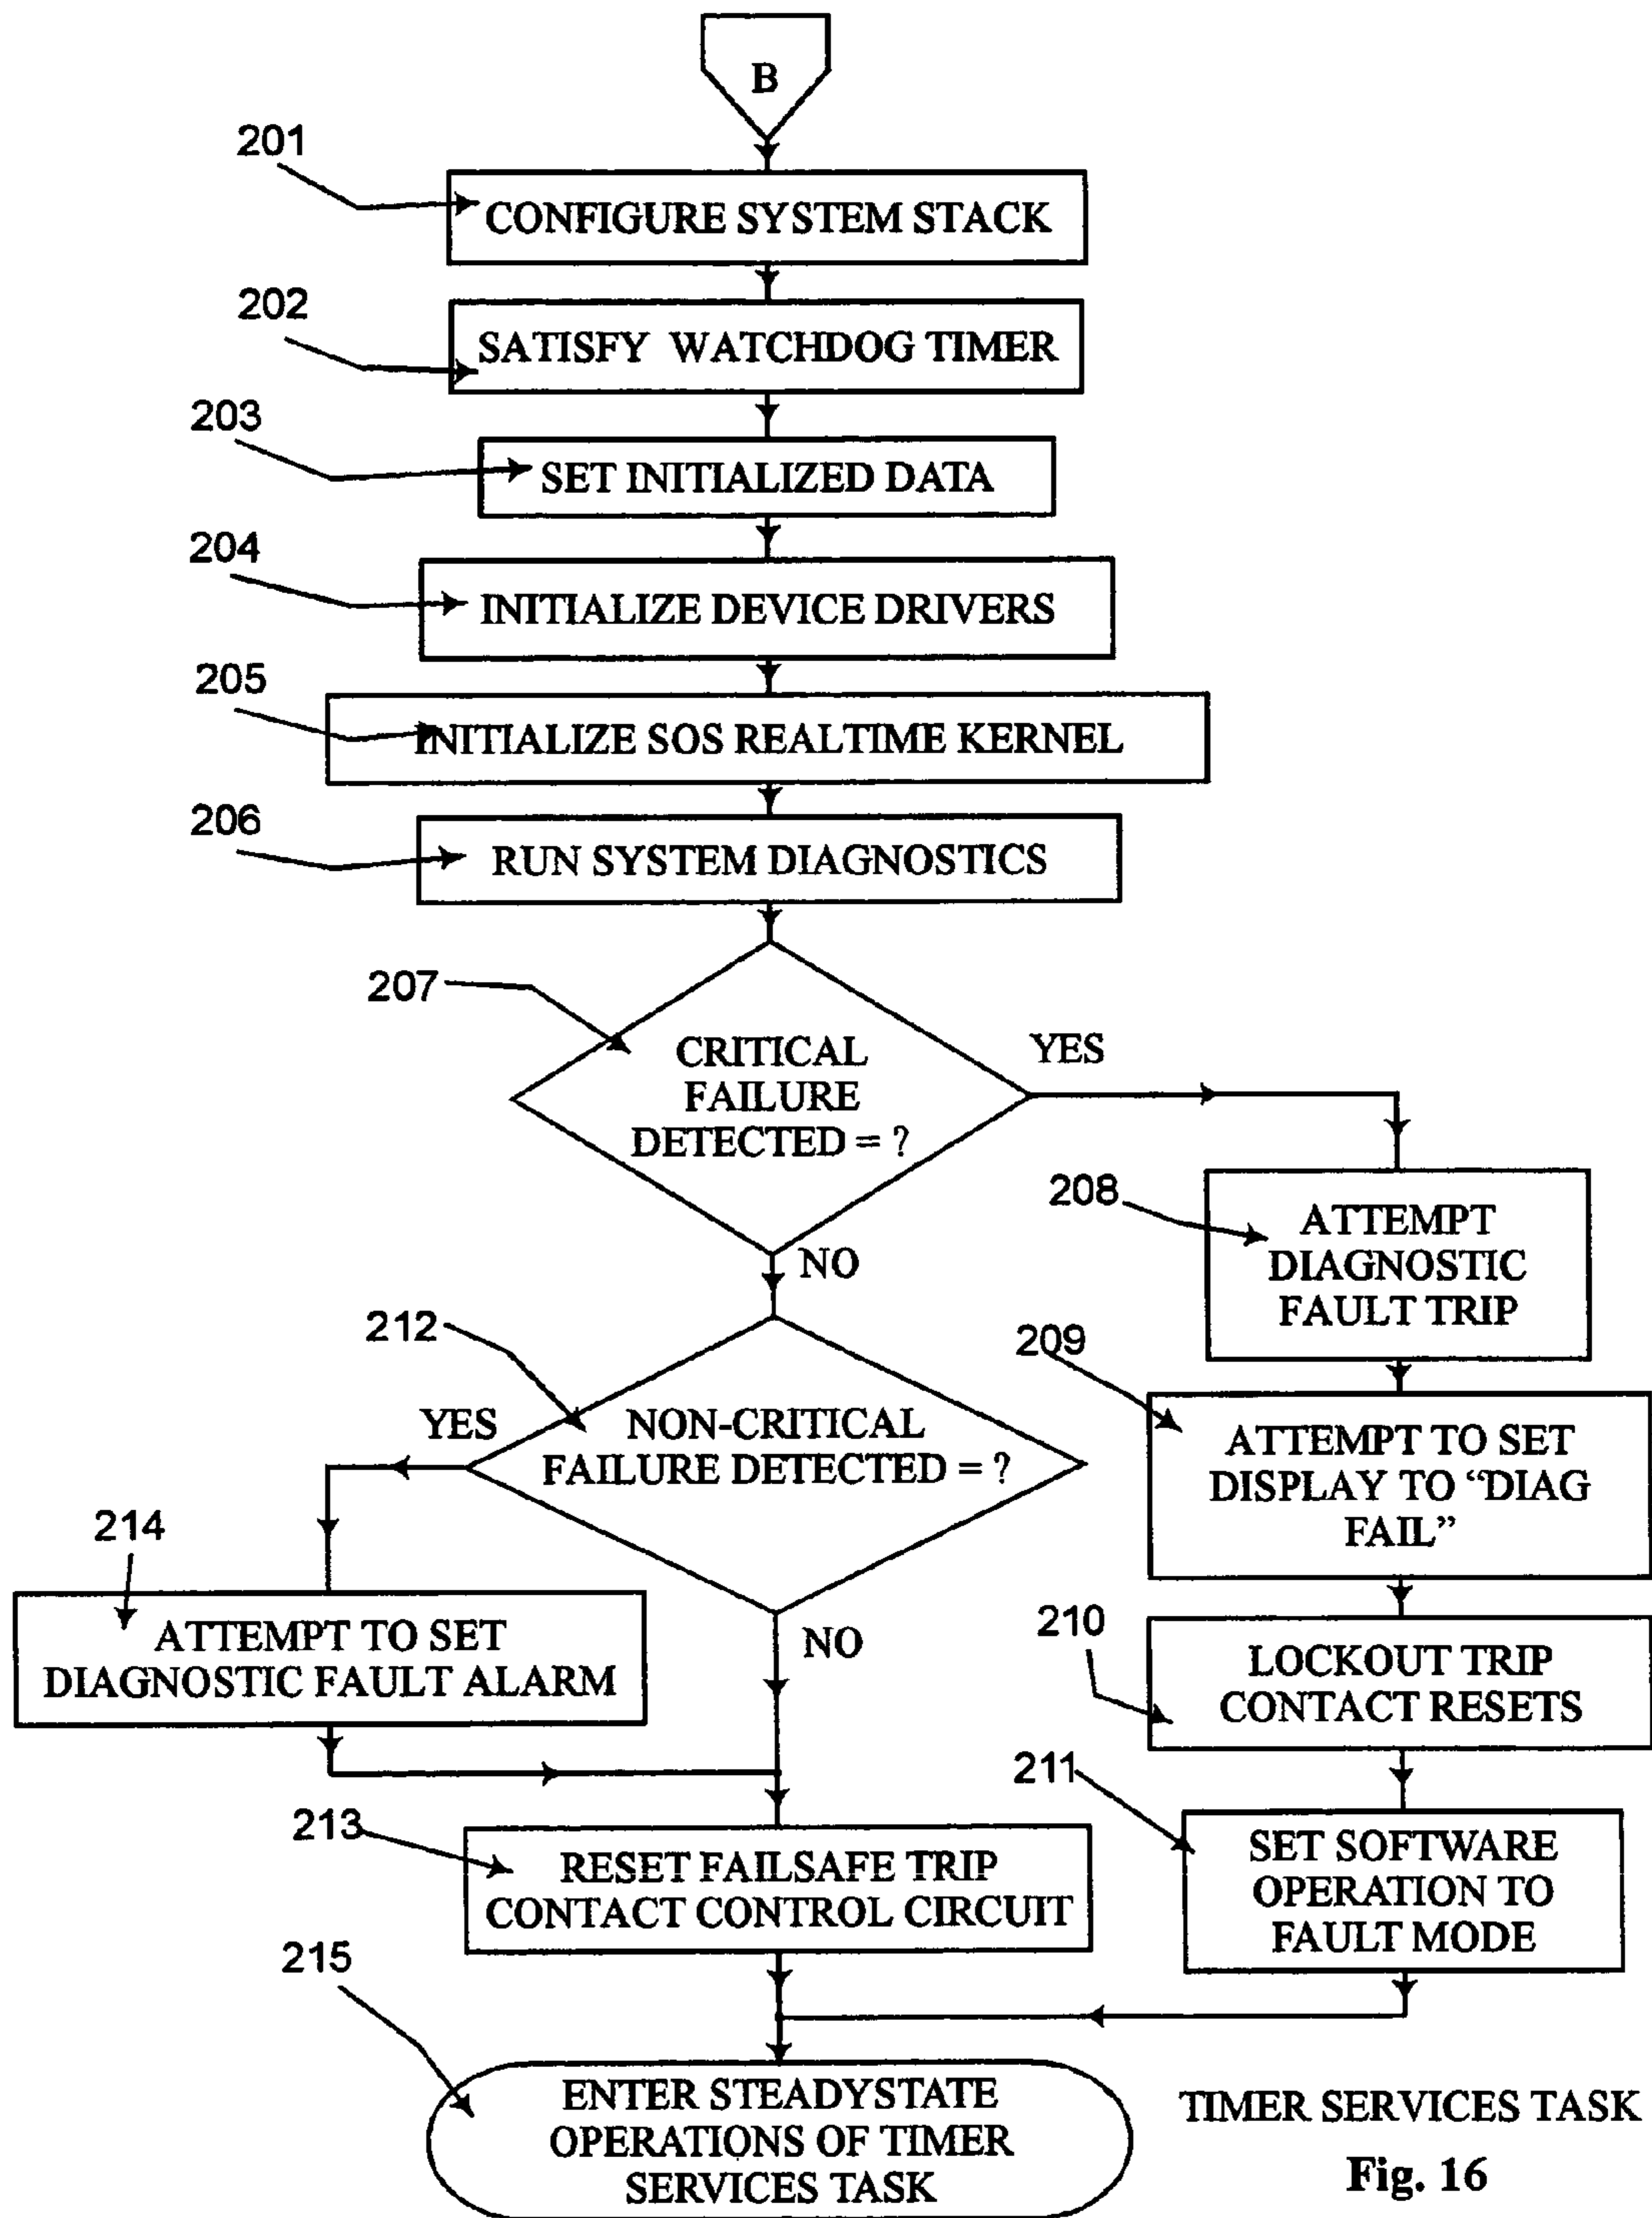 B
201
CONFIGURE SYSTEM STACK
202
SATISFY WATCHDOG TIMER
203
SET INITIALIZED DATA
204
INITIALIZE DEVICE DRIVERS
205
INITIALIZE SOS REALTIME KERNEL
206
RUN SYSTEM DIAGNOSTICS
207
CRITICAL
FAILURE
DETECTED = ?
YES
NO
208
ATTEMPT
DIAGNOSTIC
FAULT TRIP
209
ATTEMPT TO SET
DISPLAY TO “DIAG
FAIL”
210
LOCKOUT TRIP
CONTACT RESETS
211
SET SOFTWARE
OPERATION TO
FAULT MODE
212
NON-CRITICAL
FAILURE DETECTED = ?
YES
NO
214
ATTEMPT TO SET
DIAGNOSTIC FAULT ALARM
213
RESET FAILSAFE TRIP
CONTACT CONTROL CIRCUIT
215
ENTER STEADYSTATE
OPERATIONS OF TIMER
SERVICES TASK
TIMER SERVICES TASK
Fig. 16